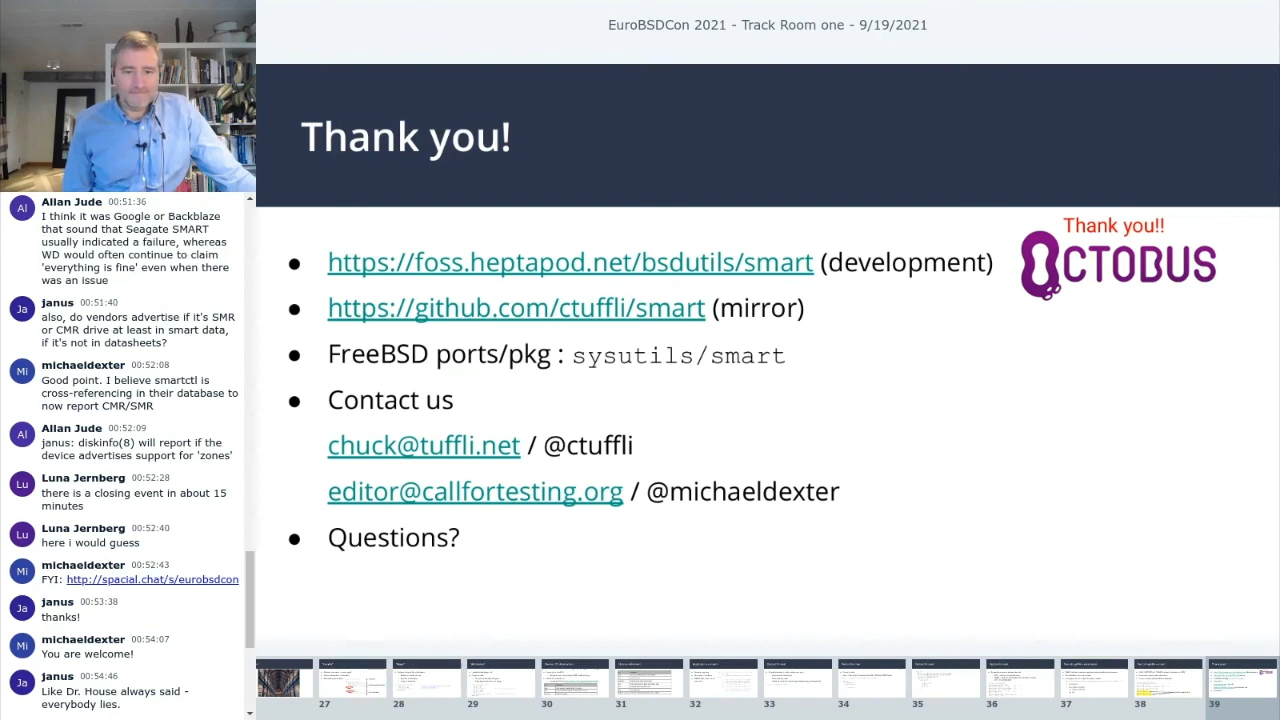 EuroBSDCon 2021 - Track Room one - 9/19/2021
Thank you!
Thank you!!
OCTOBUS
https://foss.heptapod.net/bsdutils/smart (development)
https://github.com/ctuffli/smart (mirror)
FreeBSD ports/pkg : sysutils/smart
Contact us
chuck@tuffli.net / @ctuffli
editor@callfortesting.org / @michaeldexter
Questions?
Al
Allan Jude 00:51:36
I think it was Google or Backblaze
that sound that Seagate SMART
usually indicated a failure, whereas
WD would often continue to claim
'everything is fine' even when there
was an issue
Ja
janus 00:51:40
also, do vendors advertise if it's SMR
or CMR drive at least in smart data,
if it's not in datasheets?
Mi
michaeldexter 00:52:08
Good point. I believe smartctl is
cross-referencing in their database to
now report CMR/SMR
Al
Allan Jude 00:52:09
janus: diskinfo(8) will report if the
device advertises support for 'zones'
Lu
Luna Jernberg 00:52:28
there is a closing event in about 15
minutes
Lu
Luna Jernberg 00:52:40
here i would guess
Mi
michaeldexter 00:52:43
FYI: http://spacial.chat/s/eurobsdcon
Ja
janus 00:53:38
thanks!
Mi
michaeldexter 00:54:07
You are welcome!
Ja
janus 00:54:46
Like Dr. House always said -
everybody lies.
27 28 29 30 31 32 33 34 35 36 37 38 39